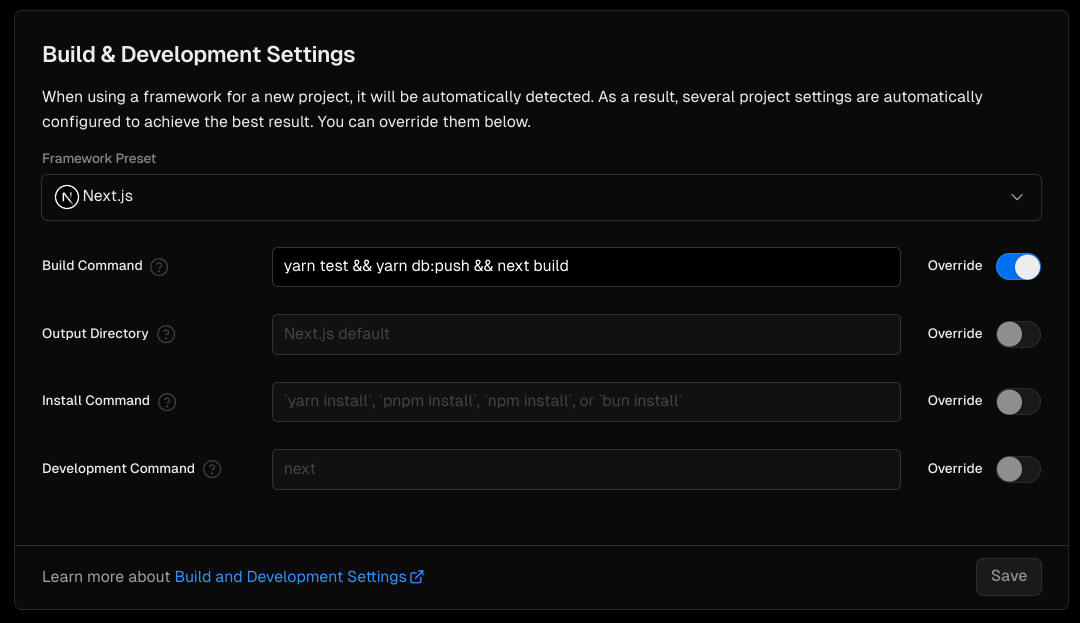 Build & Development Settings
When using a framework for a new project, it will be automatically detected. As a result, several project settings are automatically
configured to achieve the best result. You can override them below.
Framework Preset
N Next.js
Build Command ? yarn test && yarn db:push && next build Override
Output Directory ? Next.js default Override
Install Command ? `yarn install`, `pnpm install`, `npm install`, or `bun install` Override
Development Command ? next Override
Learn more about Build and Development Settings Save